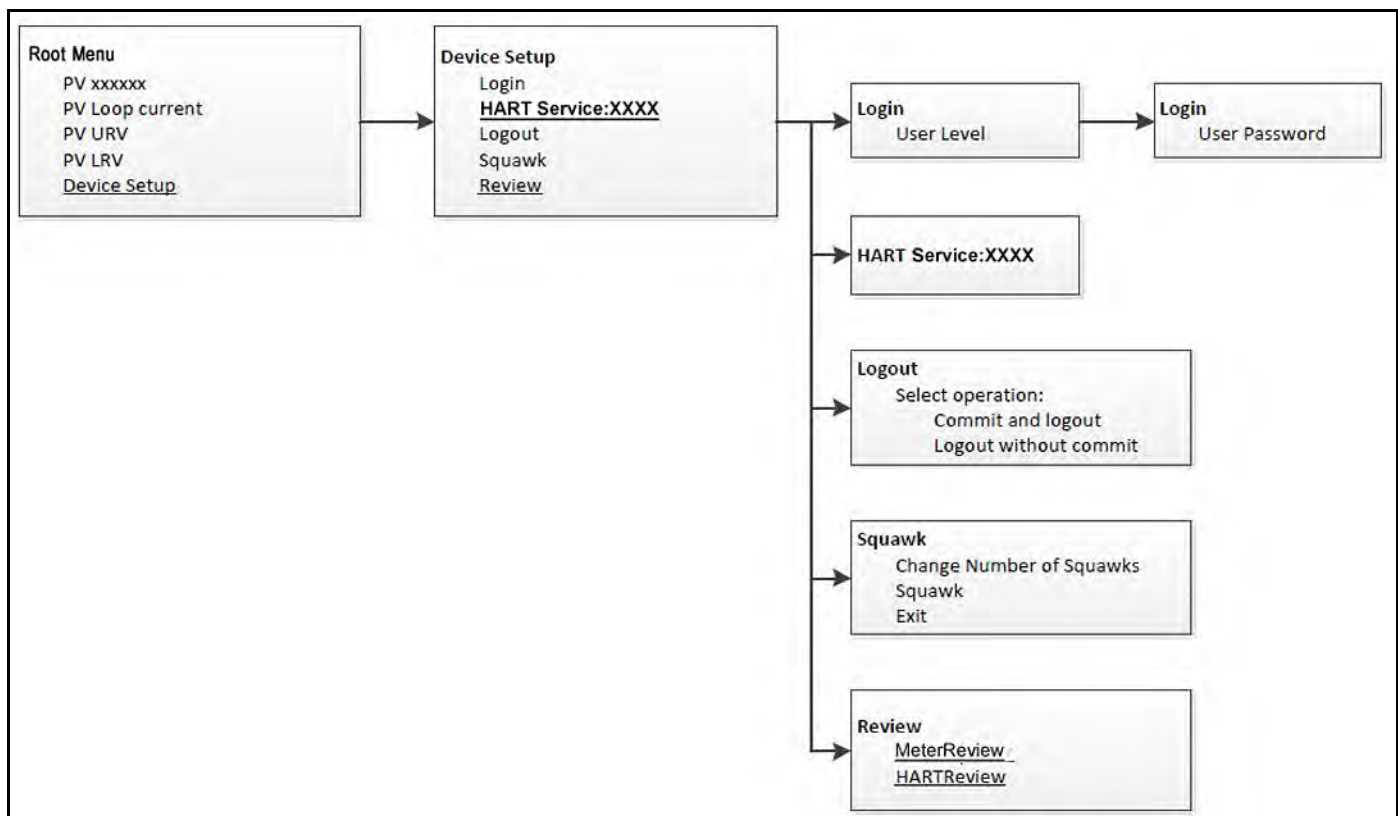 Root Menu
PV xxxxxx
PV Loop current
PV URV
PV LRV
Device Setup
Device Setup
Login
HART Service:XXXX
Logout
Squawk
Review
Login
User Level
Login
User Password
HART Service:XXXX
Logout
Select operation:
Commit and logout
Logout without commit
Squawk
Change Number of Squawks
Squawk
Exit
Review
MeterReview
HARTReview